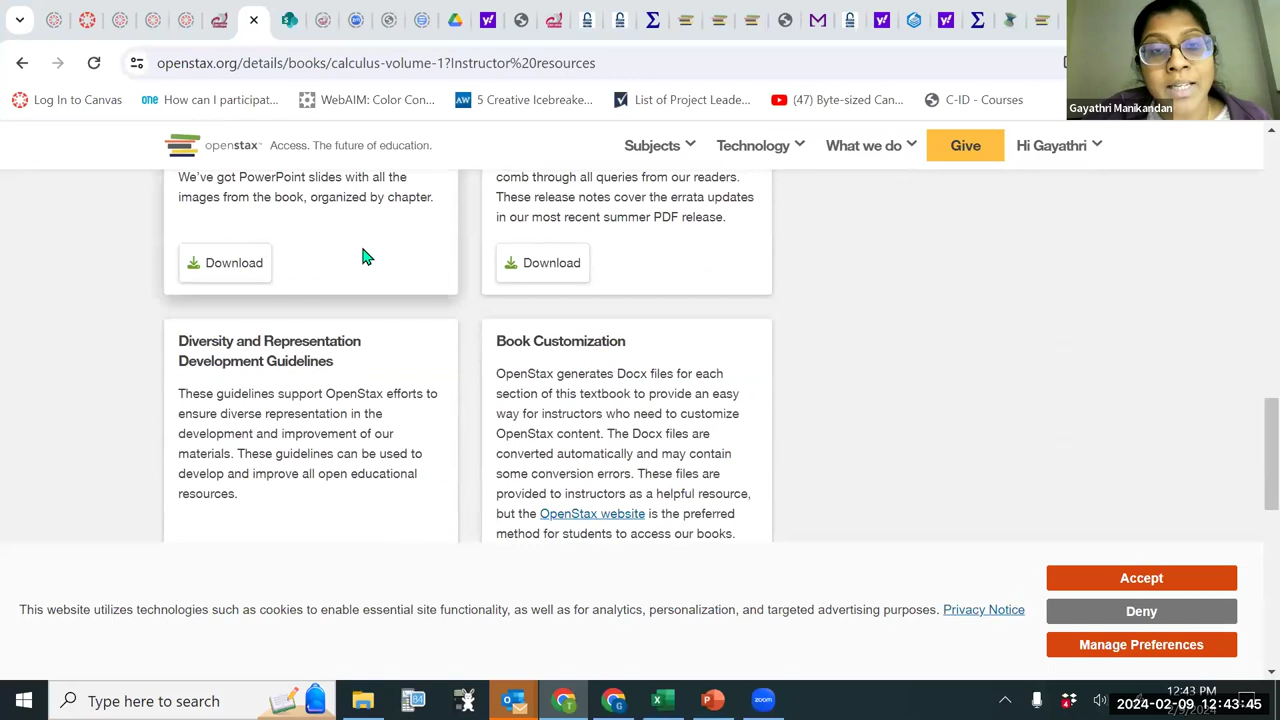 openstax.org/details/books/calculus-volume-1?Instructor%20resources
Gayathri Manikandan
Log In to Canvas
one How can I participat...
WebAIM: Color Con...
AW 5 Creative Icebreake...
List of Project Leade...
(47) Byte-sized Can...
C-ID - Courses
openstax Access. The future of education.
Subjects
Technology
What we do
Give
Hi Gayathri
We've got PowerPoint slides with all the
images from the book, organized by chapter.
Download
comb through all queries from our readers.
These release notes cover the errata updates
in our most recent summer PDF release.
Download
Diversity and Representation
Development Guidelines
These guidelines support OpenStax efforts to
ensure diverse representation in the
development and improvement of our
materials. These guidelines can be used to
develop and improve all open educational
resources.
Book Customization
OpenStax generates Docx files for each
section of this textbook to provide an easy
way for instructors who need to customize
OpenStax content. The Docx files are
converted automatically and may contain
some conversion errors. These files are
provided to instructors as a helpful resource,
but the OpenStax website is the preferred
method for students to access our books.
This website utilizes technologies such as cookies to enable essential site functionality, as well as for analytics, personalization, and targeted advertising purposes. Privacy Notice
Accept
Deny
Manage Preferences
Type here to search
12:43 PM
2024-02-09 12:43:45